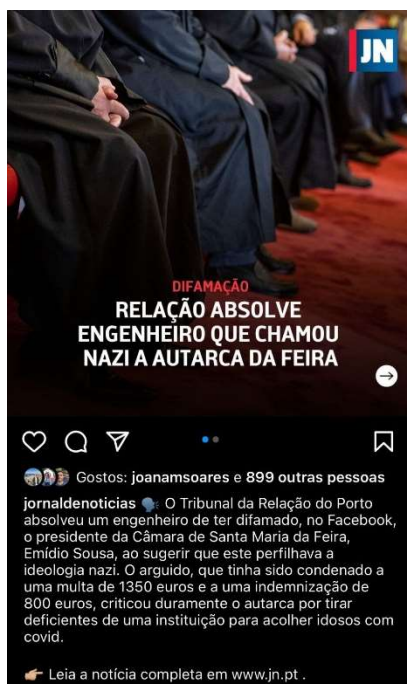 JN
DIFAMAÇÃO
RELAÇÃO ABSOLVE
ENGENHEIRO QUE CHAMOU
NAZI A AUTARCA DA FEIRA
Gostos: joanamsoares e 899 outras pessoas
jornaldenoticias 🗣️ O Tribunal da Relação do Porto
absolveu um engenheiro de ter difamado, no Facebook,
o presidente da Câmara de Santa Maria da Feira,
Emídio Sousa, ao sugerir que este perfilhava a
ideologia nazi. O arguido, que tinha sido condenado a
uma multa de 1350 euros e a uma indemnização de
800 euros, criticou duramente o autarca por tirar
deficientes de uma instituição para acolher idosos com
covid.
👉🏼 Leia a notícia completa em www.jn.pt .